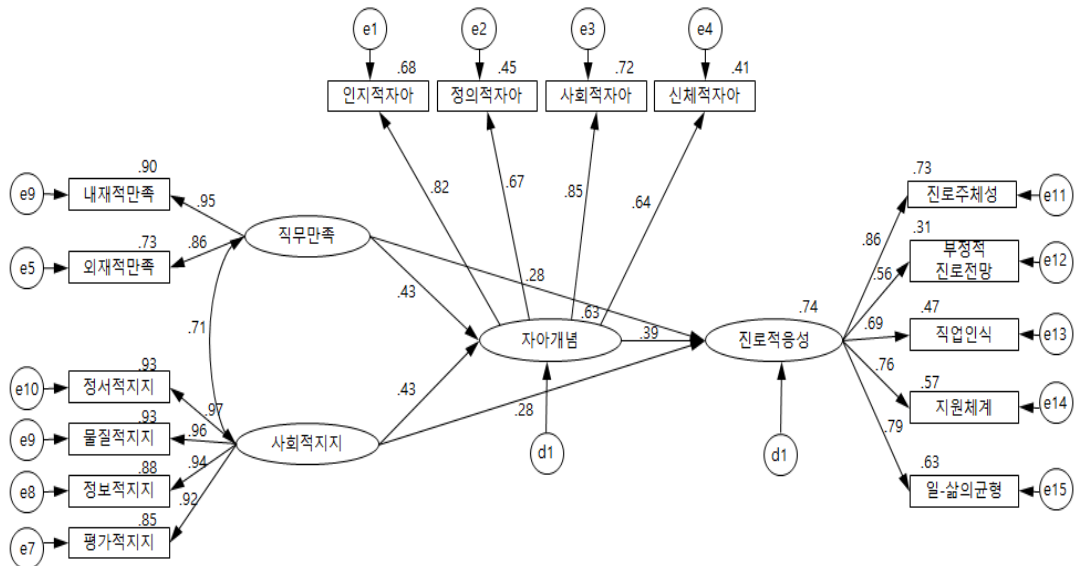 e1
e2
e3
e4
.68
.45
.72
.41
인지적자아
정의적자아
사회적자아
신체적자아
.82
.67
.85
.64
.90
e9
내재적만족
.95
.73
e5
외재적만족
.86
직무만족
.71
.28
.43
.63
자아개념
.39
.74
진로적응성
.43
.28
d1
d1
.93
e10
정서적지지
.97
.93
e9
물질적지지
.96
사회적지지
.88
e8
정보적지지
.94
.85
e7
평가적지지
.92
.73
진로주체성
e11
.86
.31
부정적
진로전망
e12
.56
.47
직업인식
e13
.69
.57
지원체계
e14
.76
.63
일-삶의균형
e15
.79